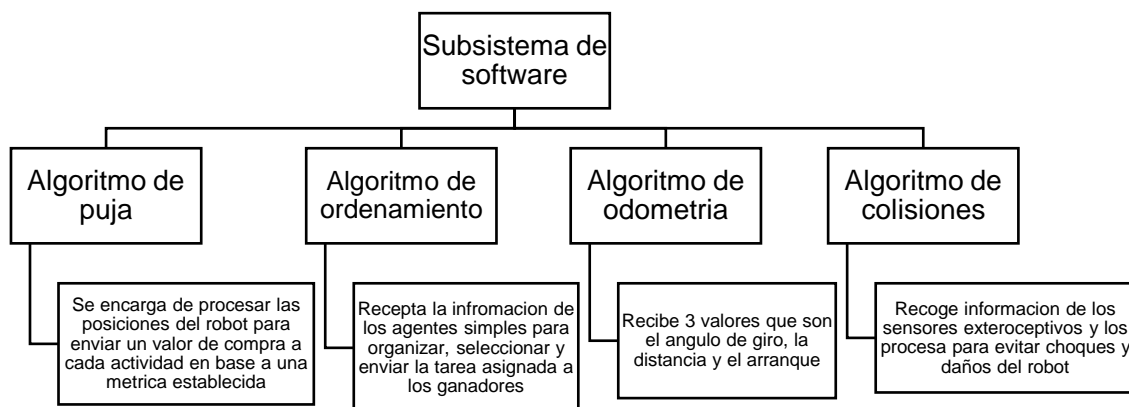 Subsistema de
software
Algoritmo de
puja
Algoritmo de
ordenamiento
Algoritmo de
odometria
Algoritmo de
colisiones
Se encarga de procesar las
posiciones del robot para
enviar un valor de compra a
cada actividad en base a una
metrica establecida
Recepta la infromacion de
los agentes simples para
organizar, seleccionar y
enviar la tarea asignada a
los ganadores
Recibe 3 valores que son
el angulo de giro, la
distancia y el arranque
Recoge informacion de los
sensores exteroceptivos y los
procesa para evitar choques y
daños del robot